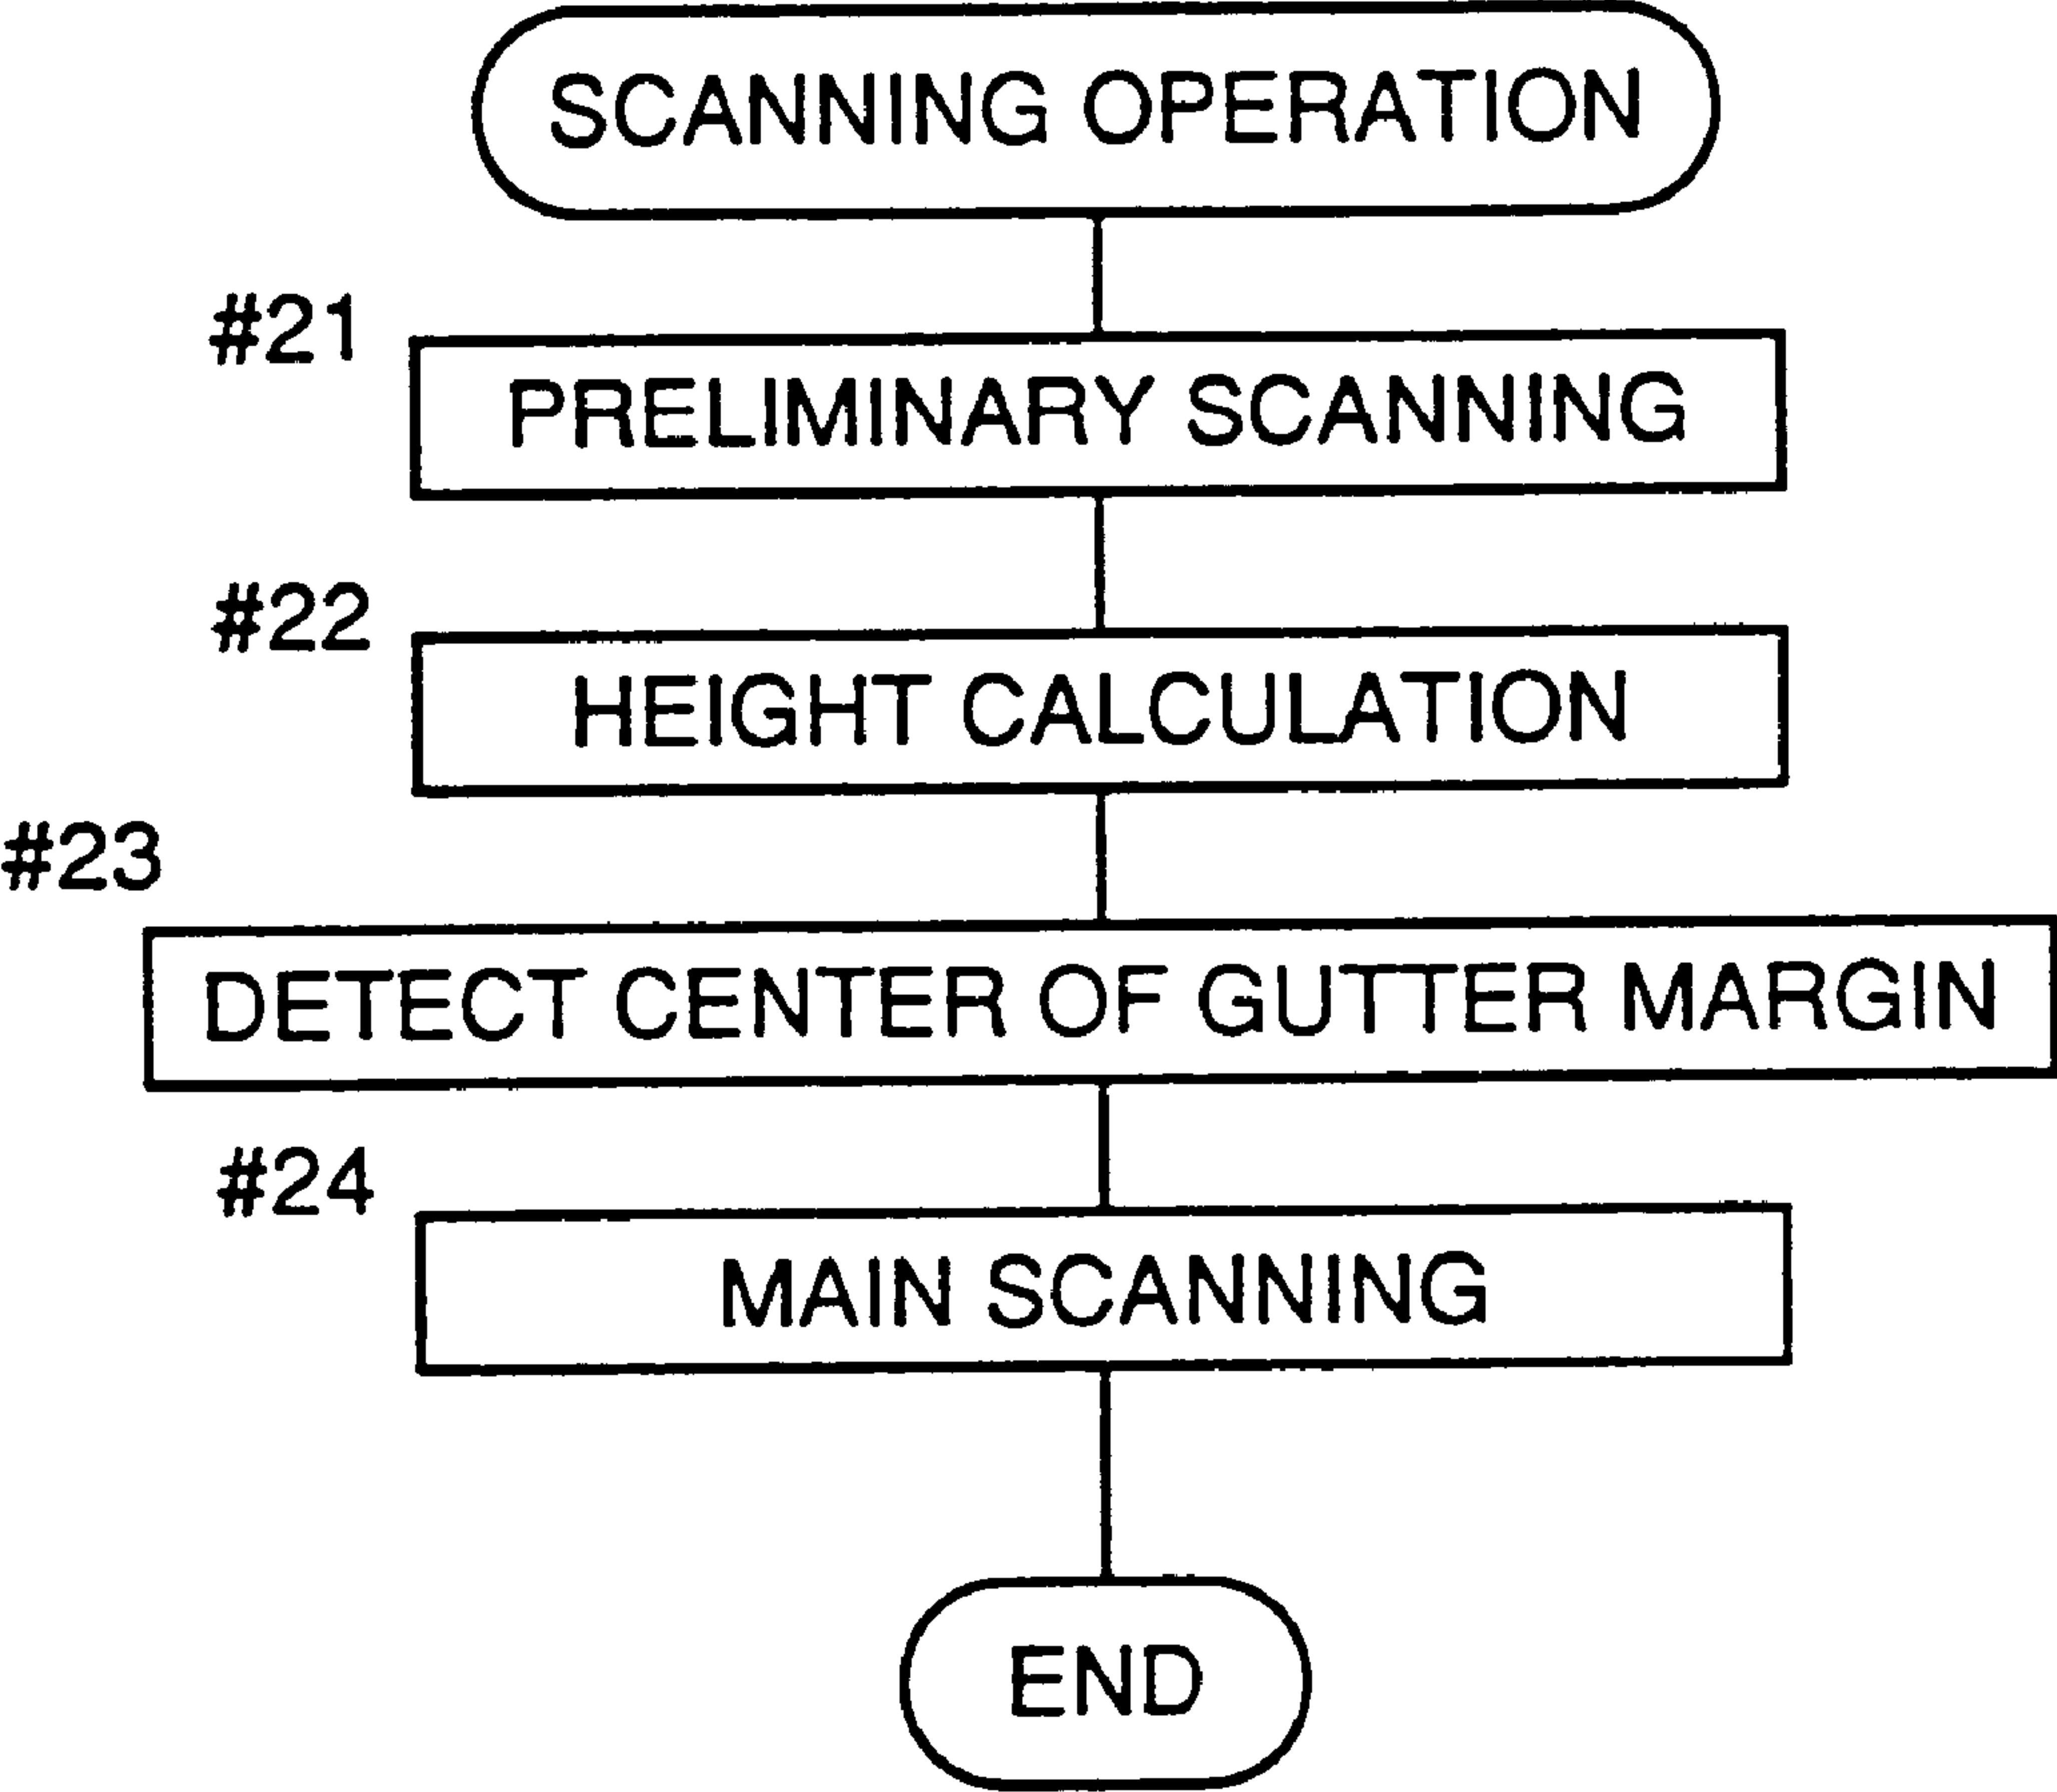 SCANNING OPERATION
#21
PRELIMINARY SCANNING
#22
HEIGHT CALCULATION
#23
DETECT CENTER OF GUTTER MARGIN
#24
MAIN SCANNING
END